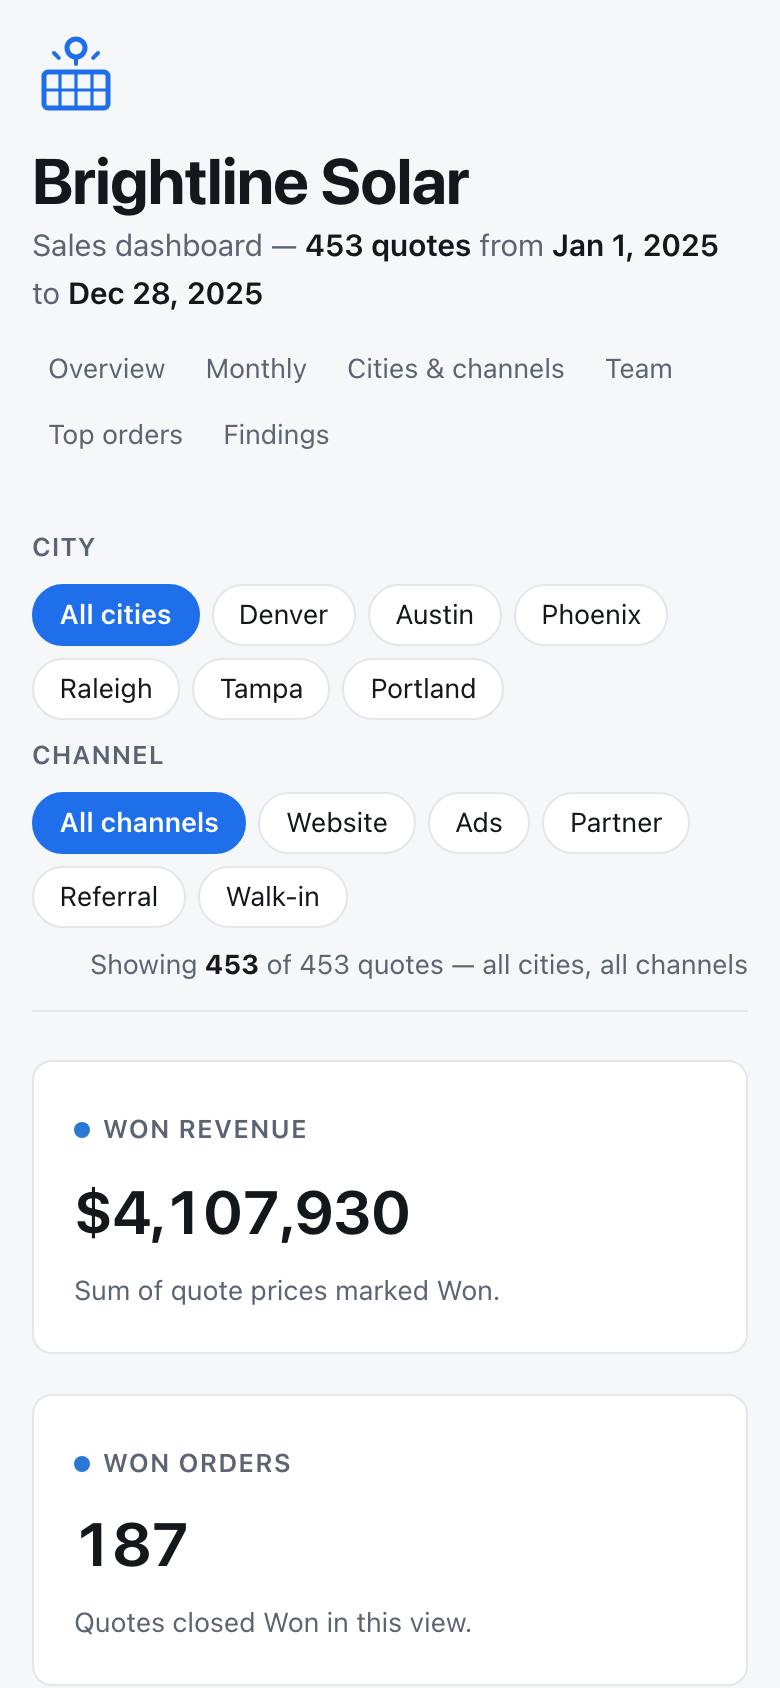 Brightline Solar
Sales dashboard — 453 quotes from Jan 1, 2025
to Dec 28, 2025
Overview Monthly Cities & channels Team
Top orders Findings
CITY
All cities Denver Austin Phoenix
Raleigh Tampa Portland
CHANNEL
All channels Website Ads Partner
Referral Walk-in
Showing 453 of 453 quotes — all cities, all channels
WON REVENUE
$4,107,930
Sum of quote prices marked Won.
WON ORDERS
187
Quotes closed Won in this view.